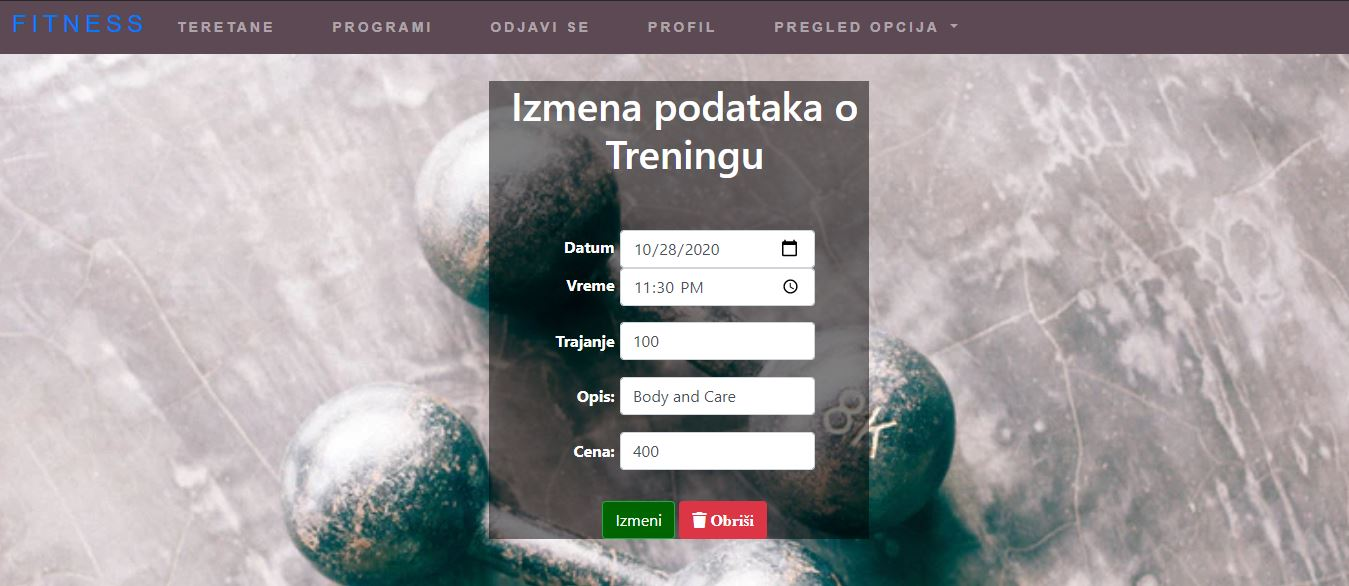 FITNESS TERETANE PROGRAMI ODJAVI SE PROFIL PREGLED OPCIJA
Izmena podataka o
Treningu
Datum 10/28/2020
Vreme 11:30 PM
Trajanje 100
Opis: Body and Care
Cena: 400
Izmeni Obriši